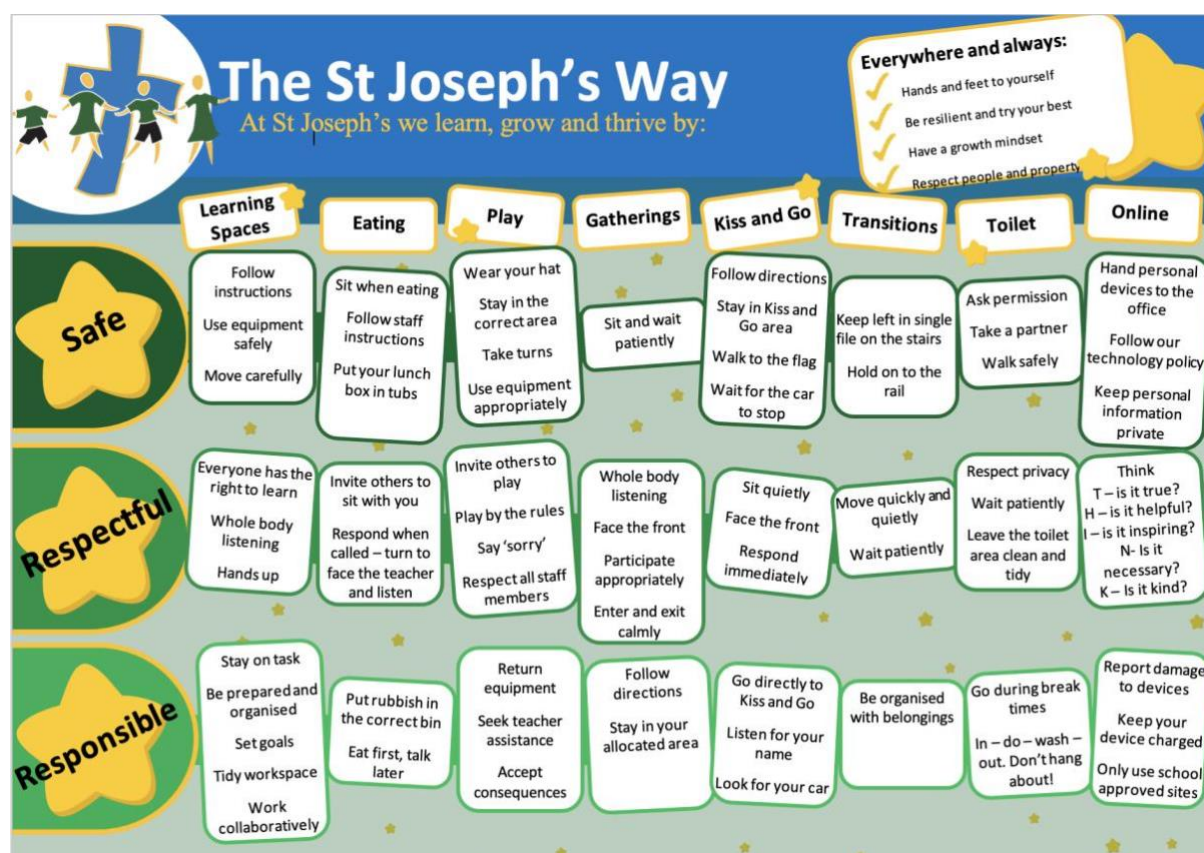 The St Joseph's Way
At St Joseph's we learn, grow and thrive by:
Everywhere and always:
Hands and feet to yourself
Be resilient and try your best
Have a growth mindset
Respect people and property
Learning
Spaces
Eating
Play
Gatherings
Kiss and Go
Transitions
Toilet
Online
Safe
Follow
instructions
Use equipment
safely
Move carefully
Sit when eating
Follow staff
instructions
Put your lunch
box in tubs
Wear your hat
Stay in the
correct area
Take turns
Use equipment
appropriately
Sit and wait
patiently
Follow directions
Stay in Kiss and
Go area
Walk to the flag
Wait for the car
to stop
Keep left in single
file on the stairs
Hold on to the
rail
Ask permission
Take a partner
Walk safely
Hand personal
devices to the
office
Follow our
technology policy
Keep personal
information
private
Respectful
Everyone has the
right to learn
Whole body
listening
Hands up
Invite others to
sit with you
Respond when
called – turn to
face the teacher
and listen
Invite others to
play
Play by the rules
Say 'sorry'
Respect all staff
members
Whole body
listening
Face the front
Participate
appropriately
Enter and exit
calmly
Sit quietly
Face the front
Respond
immediately
Move quickly and
quietly
Wait patiently
Respect privacy
Wait patiently
Leave the toilet
area clean and
tidy
Think
T – is it true?
H – is it helpful?
I – is it inspiring?
N- Is it
necessary?
K – Is it kind?
Responsible
Stay on task
Be prepared and
organised
Set goals
Tidy workspace
Work
collaboratively
Put rubbish in
the correct bin
Eat first, talk
later
Return
equipment
Seek teacher
assistance
Accept
consequences
Follow
directions
Stay in your
allocated area
Go directly to
Kiss and Go
Listen for your
name
Look for your car
Be organised
with belongings
Go during break
times
In – do – wash –
out. Don't hang
about!
Report damage
to devices
Keep your
device charged
Only use school
approved sites